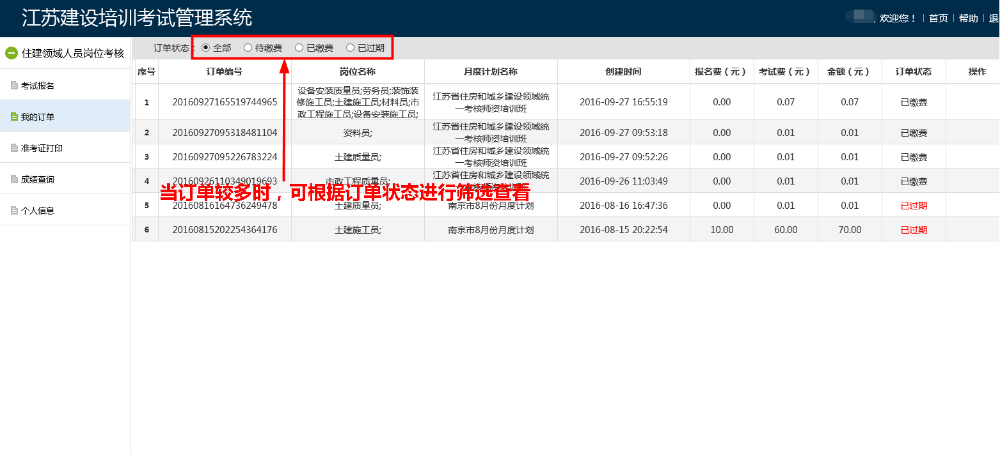 江苏建设培训考试管理系统
, 欢迎您！ 首页 帮助 退
住建领域人员岗位考核
考试报名
我的订单
准考证打印
成绩查询
个人信息
订单状态: 全部 待缴费 已缴费 已过期
序号 订单编号 岗位名称 月度计划名称 创建时间 报名费（元） 考试费（元） 金额（元） 订单状态 操作
1 20160927165519744965 设备安装质量员;劳务员;装饰装 江苏省住房和城乡建设领域统 2016-09-27 16:55:19 0.00 0.07 0.07 已缴费
修施工员;土建施工员;材料员;市 一考核师资培训班
政工程施工员;设备安装施工员;
2 20160927095318481104 资料员; 江苏省住房和城乡建设领域统 2016-09-27 09:53:18 0.00 0.01 0.01 已缴费
一考核师资培训班
3 20160927095226783224 土建质量员; 江苏省住房和城乡建设领域统 2016-09-27 09:52:26 0.00 0.01 0.01 已缴费
一考核师资培训班
4 20160926110349019693 市政工程质量员; 江苏省住房和城乡建设领域统 2016-09-26 11:03:49 0.00 0.01 0.01 已缴费
当订单较多时，可根据订单状态进行筛选查看
5 20160816164736249478 土建质量员; 南京市8月份月度计划 2016-08-16 16:47:36 0.00 0.01 0.01 已过期
6 20160815202254364176 土建施工员; 南京市8月份月度计划 2016-08-15 20:22:54 10.00 60.00 70.00 已过期